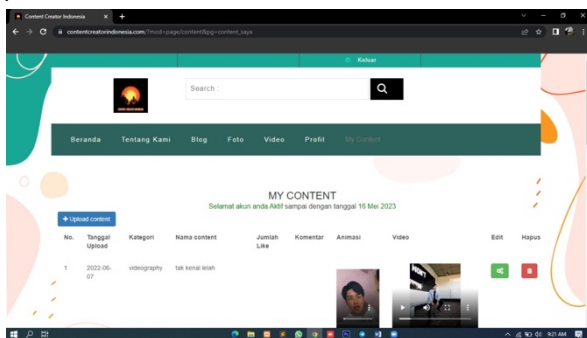 Content Creator Indonesia
contentcreatorindonesia.com/?mod=page/content&pg=content_saya
Keluar
Search :
Beranda Tentang Kami Blog Foto Video Profil My Content
MY CONTENT
Selamat akun anda Aktif sampai dengan tanggal 16 Mei 2023
+ Upload content
No. Tanggal Upload Kategori Nama content Jumlah Like Komentar Animasi Video Edit Hapus
1 2022-06-07 videography tak kenal lelah
9:21 AM